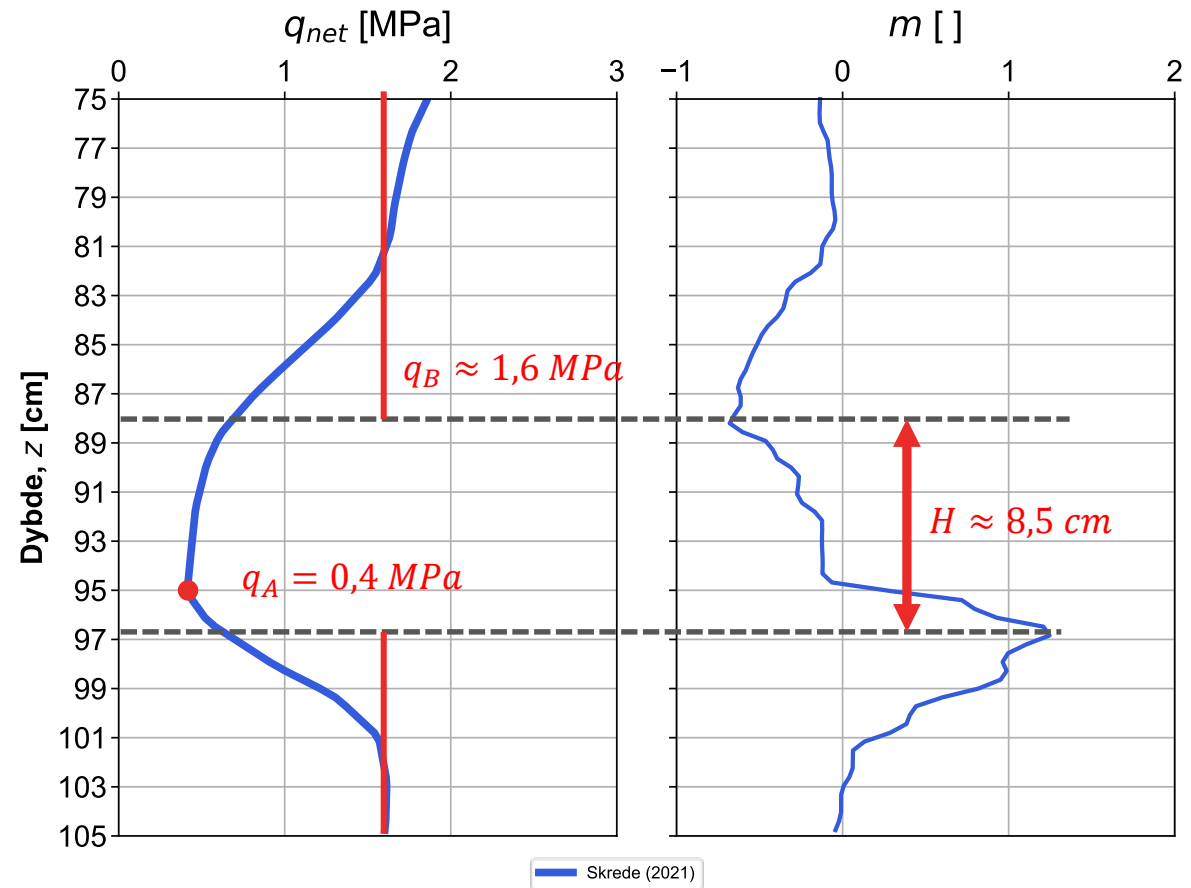 q_net [MPa]
m [ ]
0 1 2 3
−1 0 1 2
75
77
79
81
83
85
87
89
91
93
95
97
99
101
103
105
Dybde, z [cm]
q_B ≈ 1,6 MPa
H ≈ 8,5 cm
q_A = 0,4 MPa
Skrede (2021)